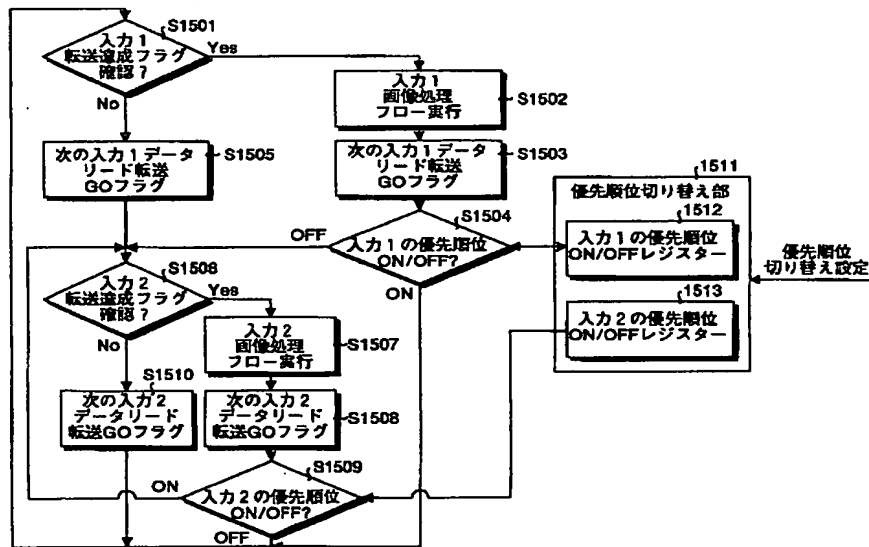 S1501
入力1
転送達成フラグ
確認?
Yes
No
入力1
画像処理
フロー実行
S1502
次の入力1データ
リード転送
GOフラグ
S1505
次の入力1データ
リード転送
GOフラグ
S1503
S1504
入力1の優先順位
ON/OFF?
OFF
ON
1511
優先順位切り替え部
1512
入力1の優先順位
ON/OFFレジスター
1513
入力2の優先順位
ON/OFFレジスター
優先順位
切り替え設定
S1508
入力2
転送達成フラグ
確認?
Yes
No
入力2
画像処理
フロー実行
S1507
S1510
次の入力2
データリード
転送GOフラグ
次の入力2
データリード
転送GOフラグ
S1508
S1509
入力2の優先順位
ON/OFF?
ON
OFF